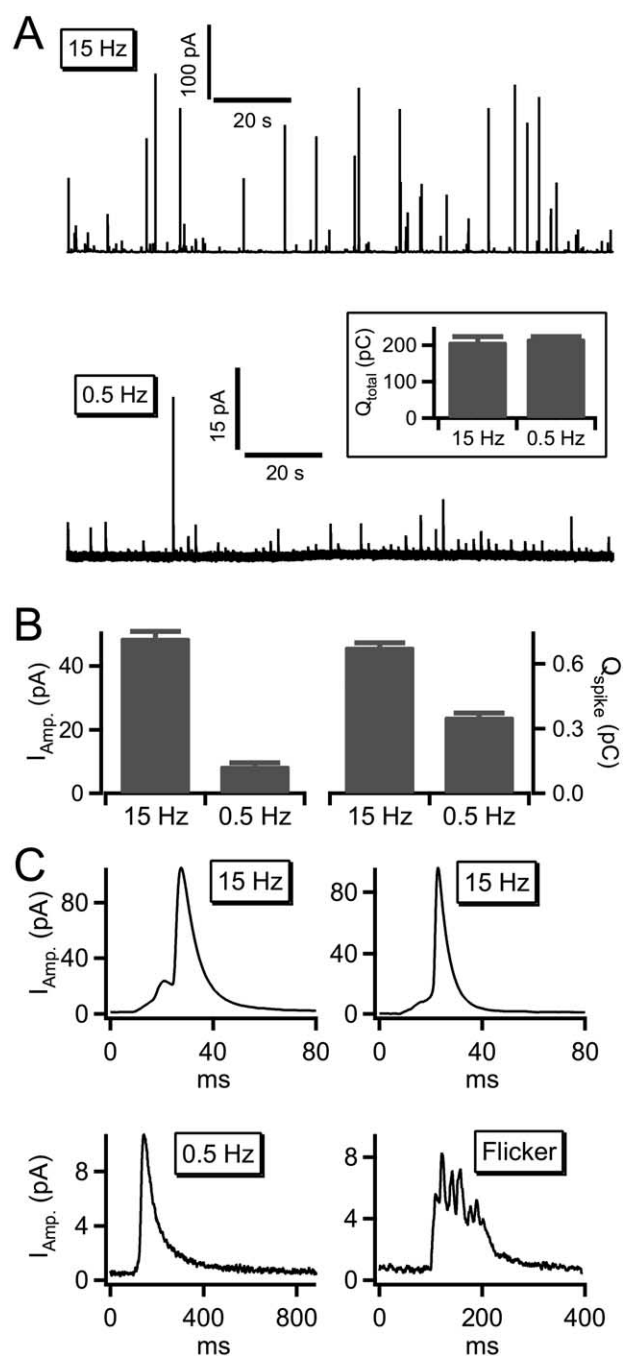 A
15 Hz
100 pA
20 s
0.5 Hz
15 pA
20 s
Q_total (pC)
200
100
0
15 Hz
0.5 Hz
B
I_Amp. (pA)
40
20
0
15 Hz
0.5 Hz
15 Hz
0.5 Hz
0.6
0.3
0.0
Q_spike (pC)
C
I_Amp. (pA)
80
40
0
0
40
80
ms
15 Hz
80
40
0
0
40
80
ms
15 Hz
I_Amp. (pA)
8
4
0
0
400
800
ms
0.5 Hz
8
4
0
0
200
400
ms
Flicker